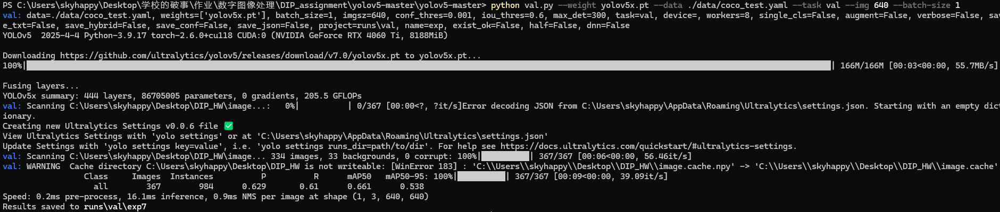 PS C:\Users\skyhappy\Desktop\学校的破事\作业\数字图像处理\DIP_assignment\yolov5-master\yolov5-master> python val.py --weight yolov5x.pt --data ./data/coco_test.yaml --task val --img 640 --batch-size 1
val: data=./data/coco_test.yaml, weights=['yolov5x.pt'], batch_size=1, imgsz=640, conf_thres=0.001, iou_thres=0.6, max_det=300, task=val, device=, workers=8, single_cls=False, augment=False, verbose=False, sav
e_txt=False, save_hybrid=False, save_conf=False, save_json=False, project=runs\val, name=exp, exist_ok=False, half=False, dnn=False
YOLOv5  2025-4-4 Python-3.9.17 torch-2.6.0+cu118 CUDA:0 (NVIDIA GeForce RTX 4060 Ti, 8188MiB)
Downloading https://github.com/ultralytics/yolov5/releases/download/v7.0/yolov5x.pt to yolov5x.pt...
100%| | 166M/166M [00:03<00:00, 55.7MB/s]
Fusing layers...
YOLOv5x summary: 444 layers, 86705005 parameters, 0 gradients, 205.5 GFLOPs
val: Scanning C:\Users\skyhappy\Desktop\DIP_HW\image...:   0%|          | 0/367 [00:00<?, ?it/s]Error decoding JSON from C:\Users\skyhappy\AppData\Roaming\Ultralytics\settings.json. Starting with an empty dict
ionary.
Creating new Ultralytics Settings v0.0.6 file ✅
View Ultralytics Settings with 'yolo settings' or at 'C:\Users\skyhappy\AppData\Roaming\Ultralytics\settings.json'
Update Settings with 'yolo settings key=value', i.e. 'yolo settings runs_dir=path/to/dir'. For help see https://docs.ultralytics.com/quickstart/#ultralytics-settings.
val: Scanning C:\Users\skyhappy\Desktop\DIP_HW\image... 334 images, 33 backgrounds, 0 corrupt: 100%| | 367/367 [00:06<00:00, 56.46it/s]
val: WARNING  Cache directory C:\Users\skyhappy\Desktop\DIP_HW is not writeable: [WinError 183] : 'C:\\Users\\skyhappy\\Desktop\\DIP_HW\\image.cache.npy' -> 'C:\\Users\\skyhappy\\Desktop\\DIP_HW\\image.cache'
Class     Images  Instances          P          R      mAP50   mAP50-95: 100%| | 367/367 [00:09<00:00, 39.09it/s]
all        367        984      0.629       0.61      0.661      0.538
Speed: 0.2ms pre-process, 16.1ms inference, 0.9ms NMS per image at shape (1, 3, 640, 640)
Results saved to runs\val\exp7